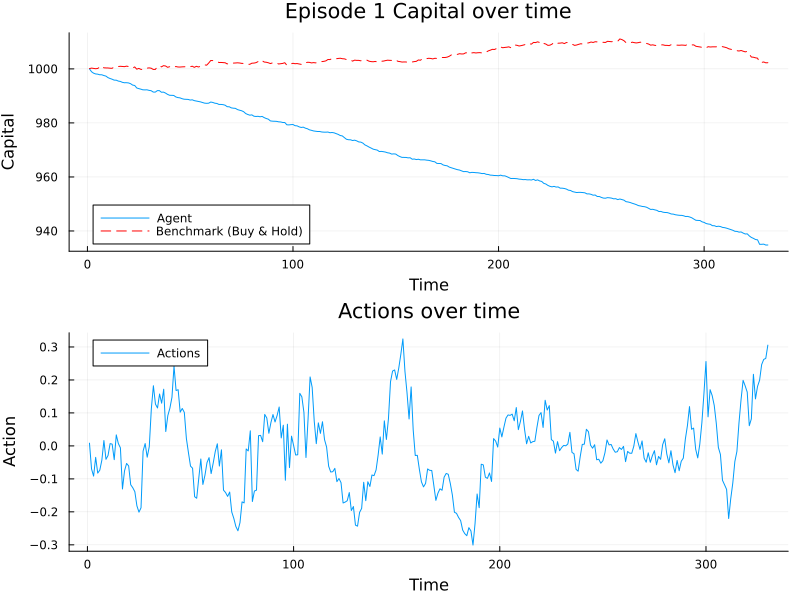 Episode 1 Capital over time
Capital
1000
980
960
940
Agent
Benchmark (Buy & Hold)
0
100
200
300
Time
Actions over time
Action
0.3
0.2
0.1
0.0
−0.1
−0.2
−0.3
Actions
0
100
200
300
Time